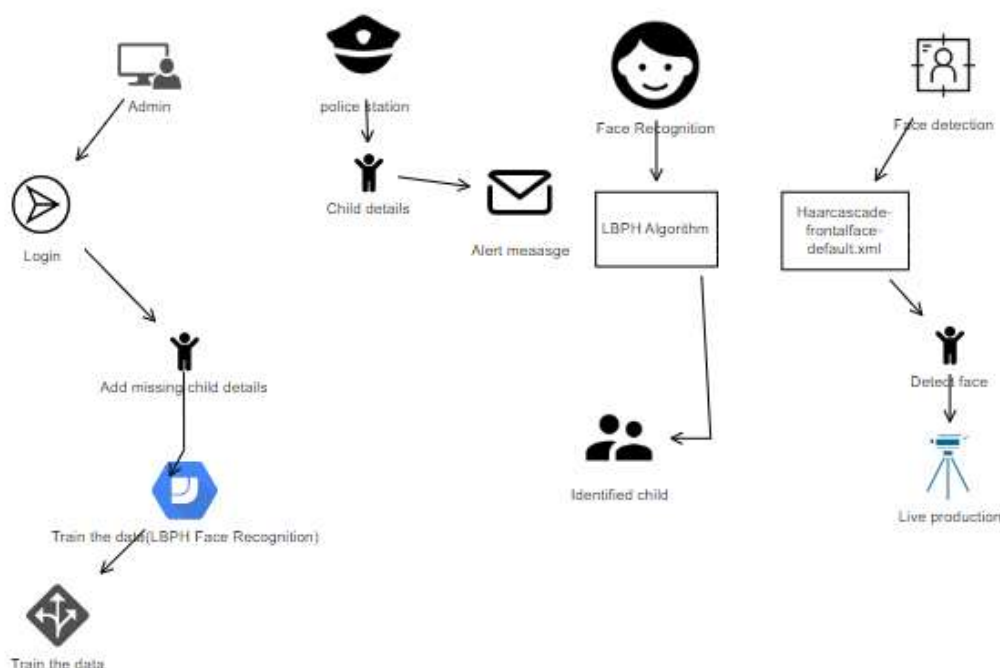 Admin
police station
Face Recognition
Face detection
Child details
Alert meaasge
LBPH Algorithm
Haarcascade-
frontalface-
default.xml
Login
Add missing child details
Detect face
Identified child
Live production
Train the data(LBPH Face Recognition)
Train the data